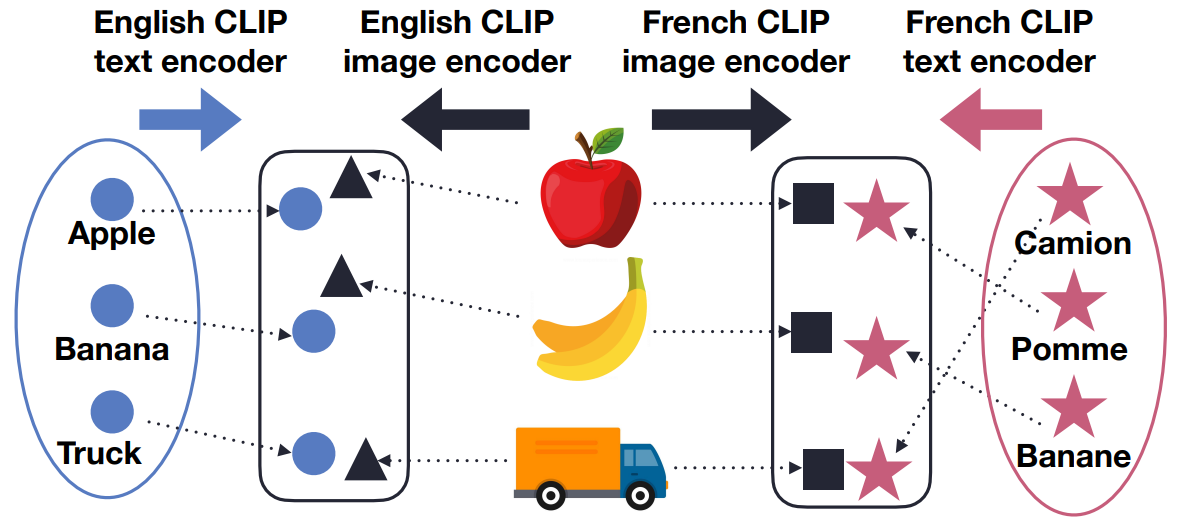 English CLIP
text encoder
English CLIP
image encoder
French CLIP
image encoder
French CLIP
text encoder
Apple
Banana
Truck
Camion
Pomme
Banane